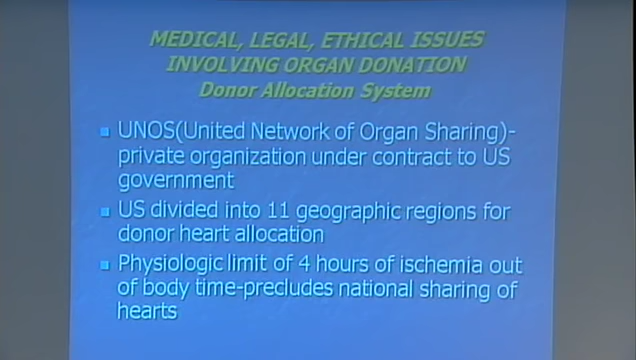 MEDICAL, LEGAL, ETHICAL ISSUES
INVOLVING ORGAN DONATION
Donor Allocation System
UNOS(United Network of Organ Sharing)-
private organization under contract to US
government
US divided into 11 geographic regions for
donor heart allocation
Physiologic limit of 4 hours of ischemia out
of body time-precludes national sharing of
hearts